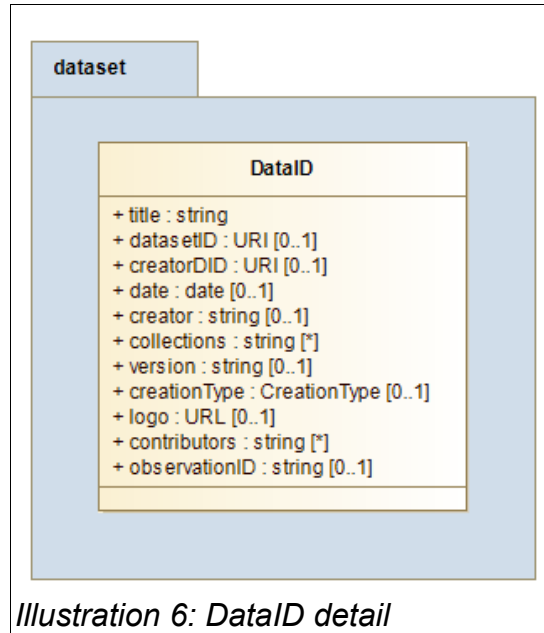 dataset
DataID
+ title : string
+ datasetID : URI [0..1]
+ creatorDID : URI [0..1]
+ date : date [0..1]
+ creator : string [0..1]
+ collections : string [*]
+ version : string [0..1]
+ creationType : CreationType [0..1]
+ logo : URL [0..1]
+ contributors : string [*]
+ observationID : string [0..1]
Illustration 6: DataID detail